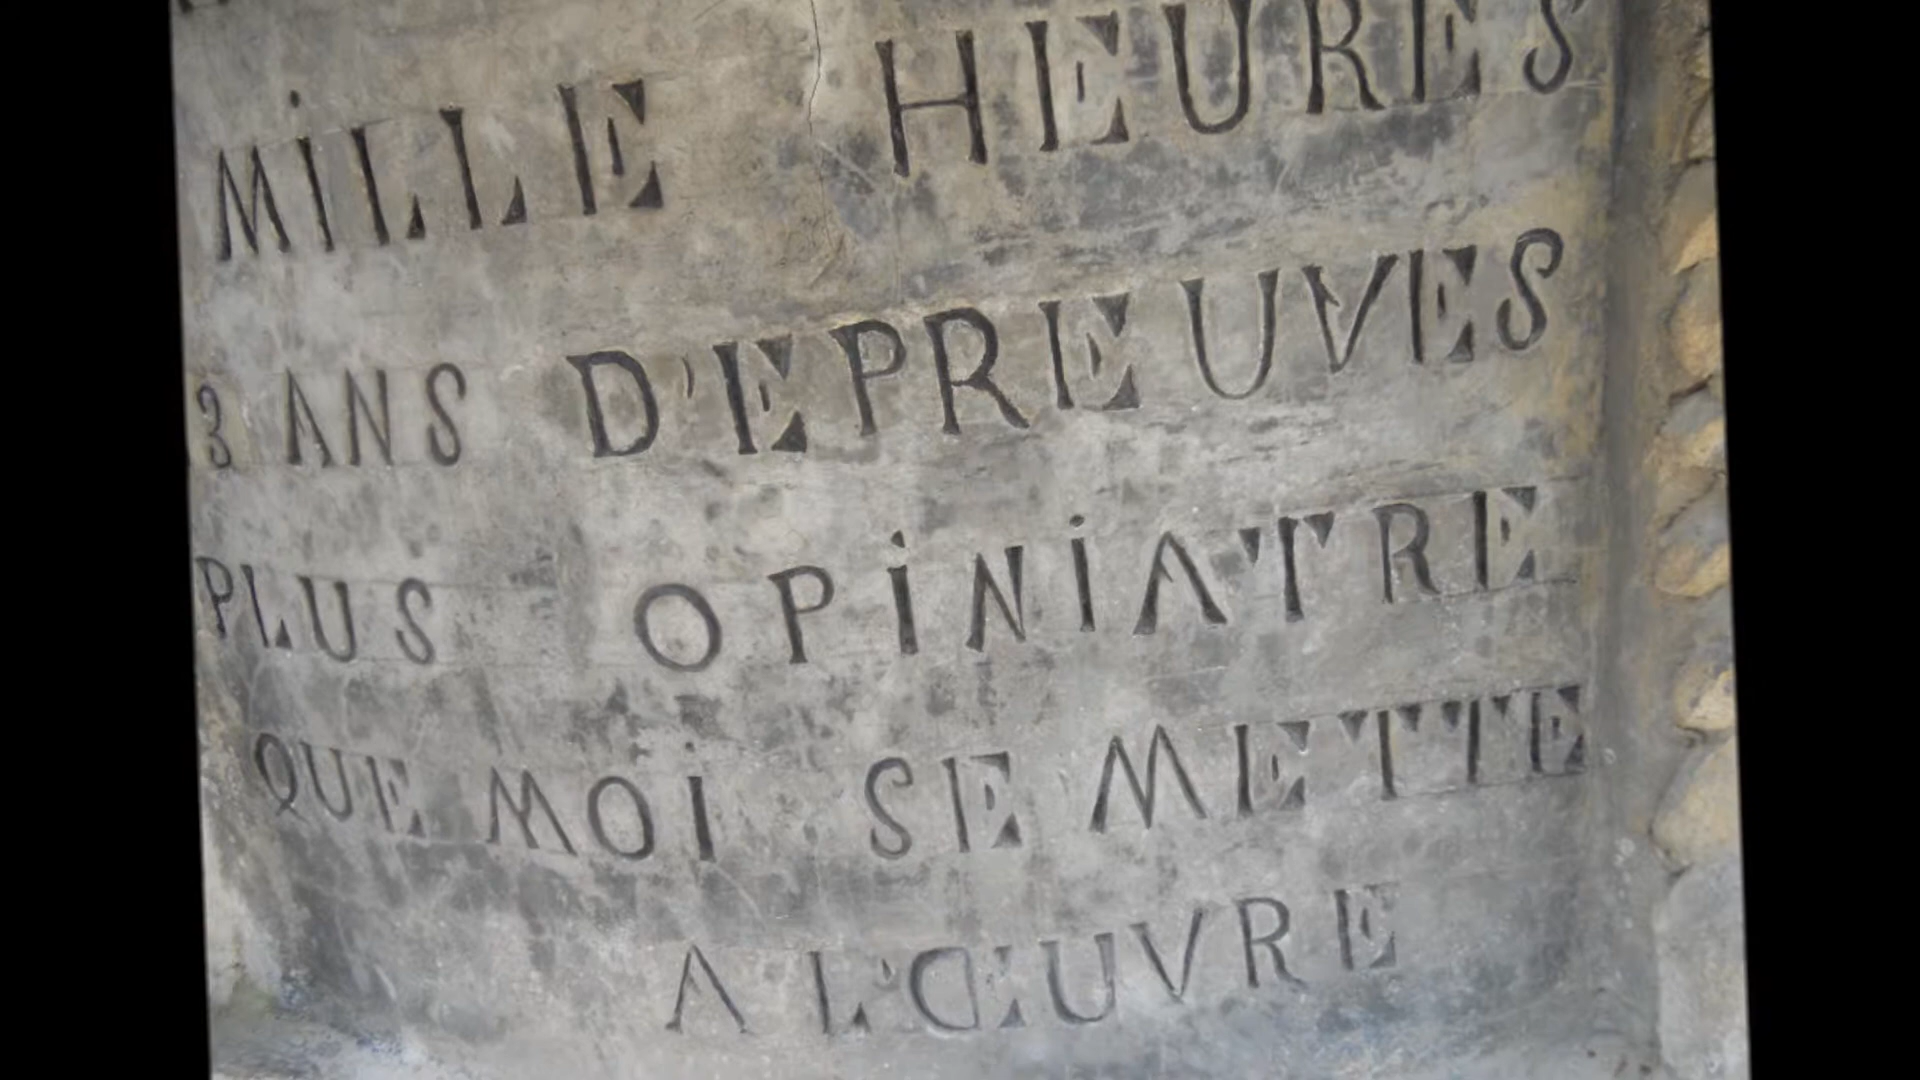 MILLE HEURES
3 ANS D'EPREUVES
PLUS OPINIATRE
QUE MOI SE METTE
A L'ŒUVRE